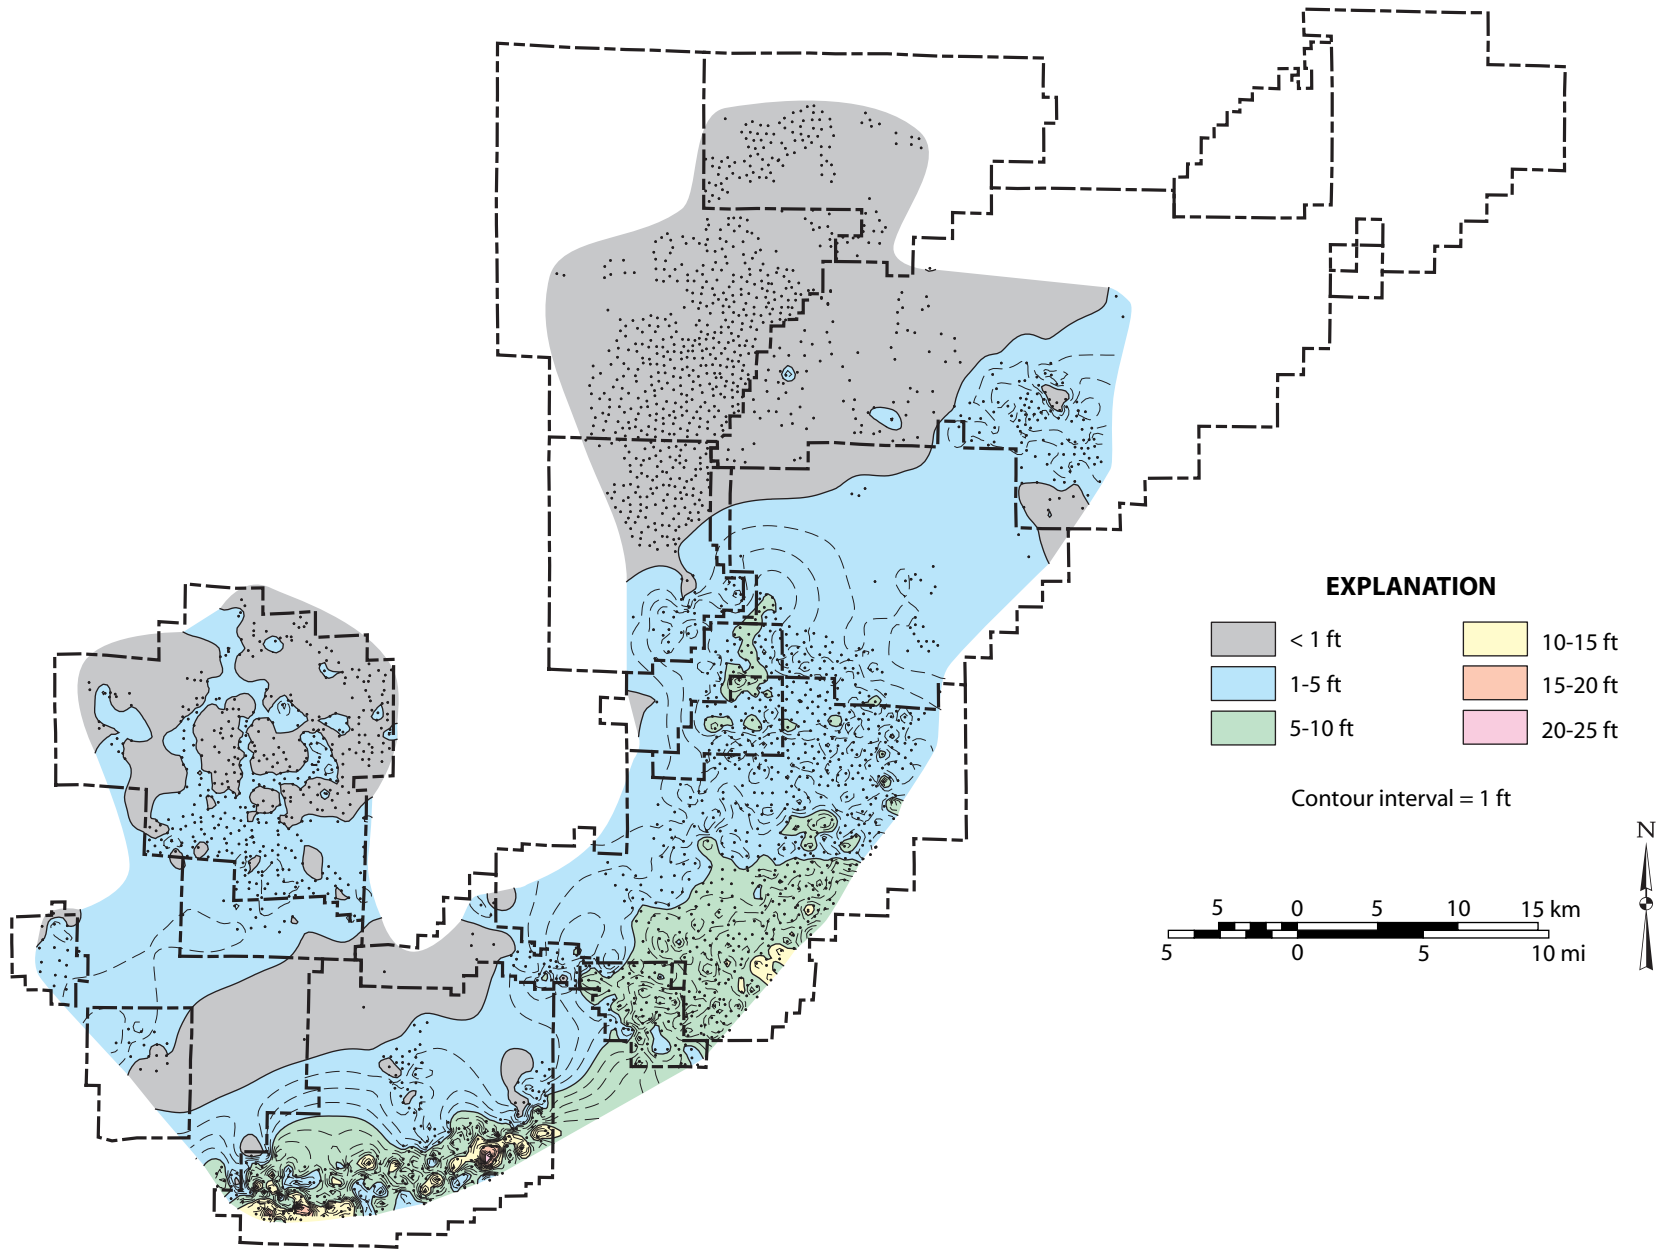 EXPLANATION
< 1 ft
10-15 ft
1-5 ft
15-20 ft
5-10 ft
20-25 ft
Contour interval = 1 ft
N
5 0 5 10 15 km
5 0 5 10 mi